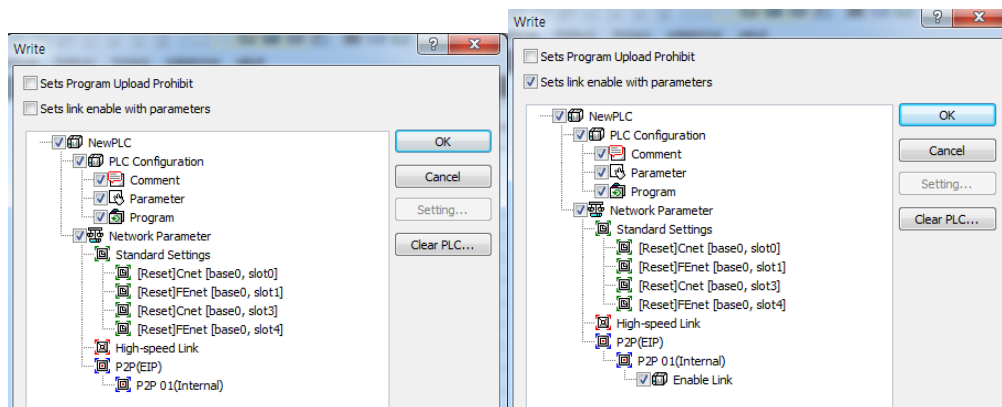 Write
Sets Program Upload Prohibit
Sets link enable with parameters
NewPLC
PLC Configuration
Comment
Parameter
Program
Network Parameter
Standard Settings
[Reset]Cnet [base0, slot0]
[Reset]FEnet [base0, slot1]
[Reset]Cnet [base0, slot3]
[Reset]FEnet [base0, slot4]
High-speed Link
P2P(EIP)
P2P 01(Internal)
OK
Cancel
Setting...
Clear PLC...
Write
Sets Program Upload Prohibit
Sets link enable with parameters
NewPLC
PLC Configuration
Comment
Parameter
Program
Network Parameter
Standard Settings
[Reset]Cnet [base0, slot0]
[Reset]FEnet [base0, slot1]
[Reset]Cnet [base0, slot3]
[Reset]FEnet [base0, slot4]
High-speed Link
P2P(EIP)
P2P 01(Internal)
Enable Link
OK
Cancel
Setting...
Clear PLC...